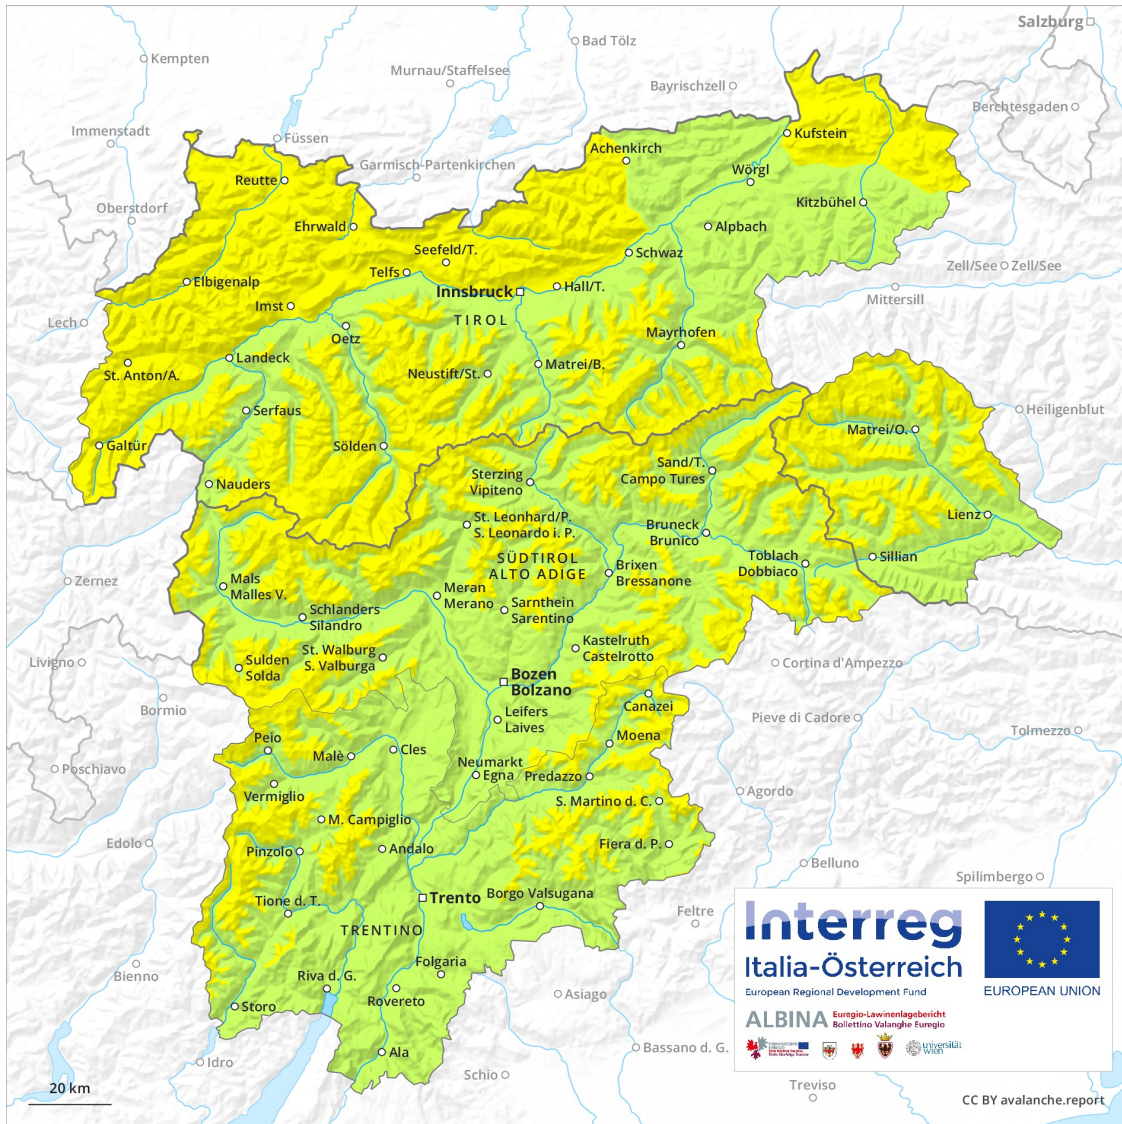 Salzburg
Bad Tölz
Kempten
Murnau/Staffelsee
Bayrischzell
Berchtesgaden
Immenstadt
Füssen
Kufstein
Achenkirch
Garmisch-Partenkirchen
Wörgl
Reutte
Oberstdorf
Kitzbühel
Ehrwald
Alpbach
Seefeld/T.
Schwaz
Telfs
Zell/See
Zell/See
Elbigenalp
Hall/T.
Innsbruck
Mittersill
Imst
TIROL
Lech
Oetz
Mayrhofen
Landeck
Matrei/B.
St. Anton/A.
Neustift/St.
Serfaus
Heiligenblut
Matrei/O.
Galtür
Sölden
Sand/T.
Campo Tures
Sterzing
Vipiteno
Nauders
Lienz
St. Leonhard/P.
S. Leonardo i. P.
Bruneck
Brunico
SÜDTIROL
ALTO ADIGE
Toblach
Dobbiaco
Sillian
Brixen
Bressanone
Zernez
Mals
Malles V.
Meran
Merano
Sarnthein
Sarentino
Schlanders
Silandro
Kastelruth
Castelrotto
St. Walburg
S. Valburga
Livigno
Sulden
Solda
Cortina d'Ampezzo
Bozen
Bolzano
Canazei
Bormio
Leifers
Laives
Pieve di Cadore
Tolmezzo
Peio
Moena
Malè
Cles
Neumarkt
Egna
Predazzo
Poschiavo
Vermiglio
Agordo
S. Martino d. C.
M. Campiglio
Edolo
Pinzolo
Andalo
Fiera d. P.
Belluno
Spilimbergo
Tione d. T.
Trento
Borgo Valsugana
Feltre
TRENTINO
Folgaria
Bienno
Riva d. G.
Rovereto
Asiago
Storo
Ala
Bassano d. G.
Idro
Schio
Treviso
20 km
Interreg
Italia-Österreich
European Regional Development Fund
EUROPEAN UNION
ALBINA
Euregio-Lawinenlagebericht
Bollettino Valanghe Euregio
universität
wien
CC BY avalanche.report